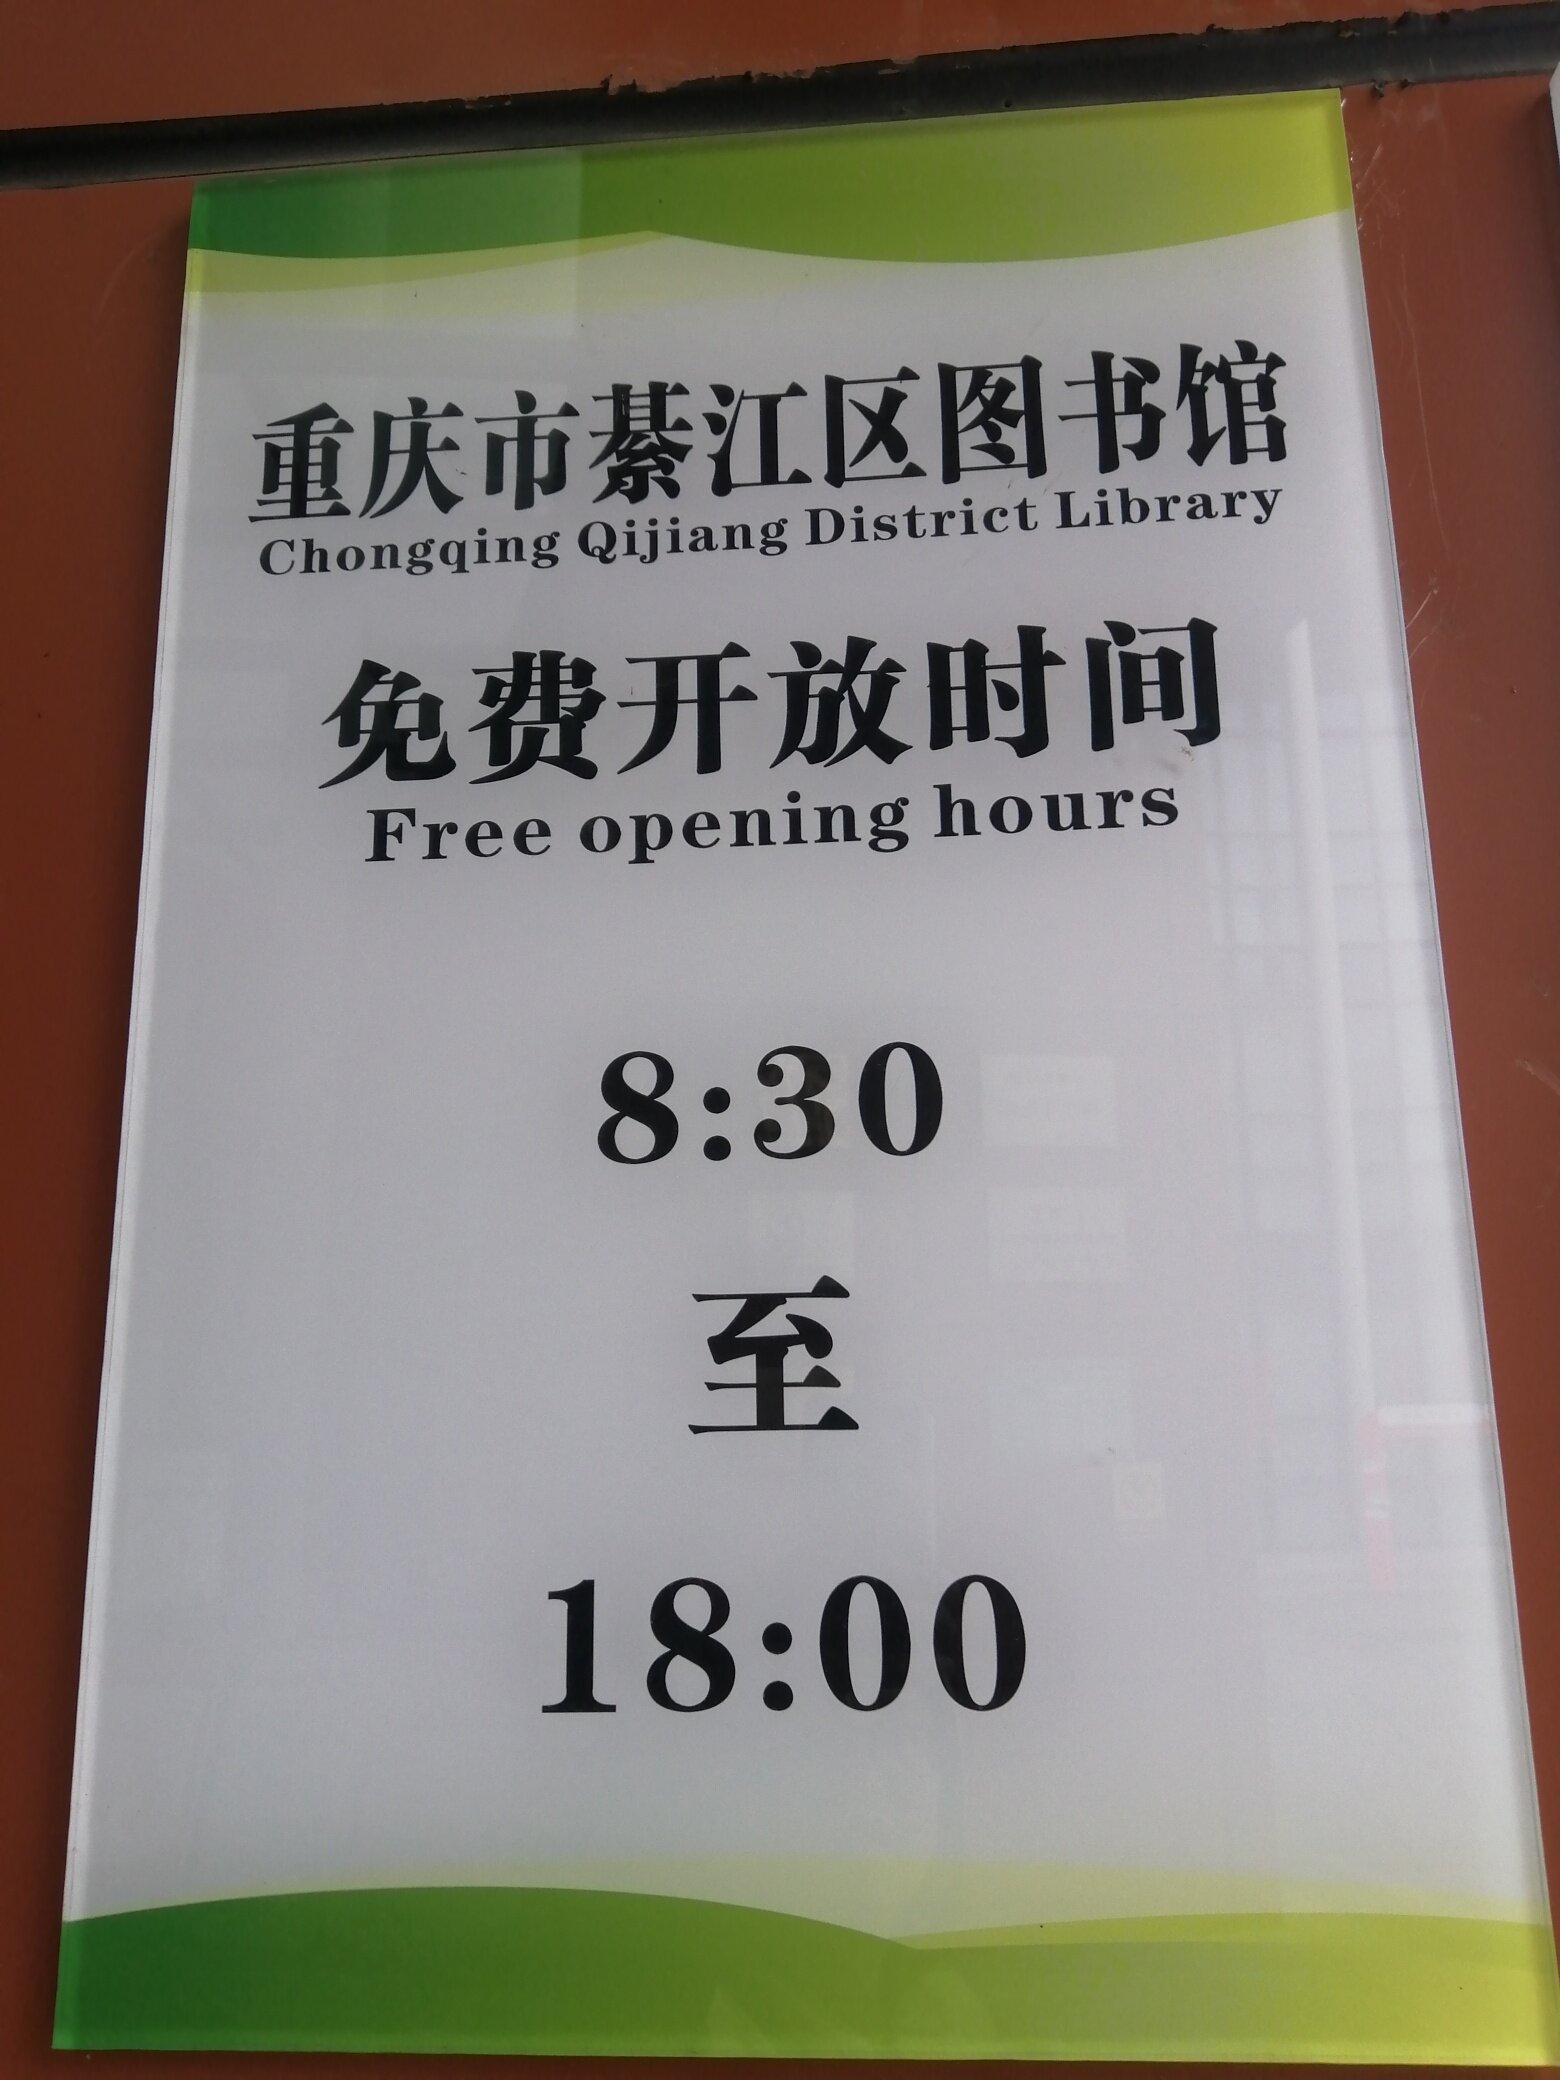 重庆市綦江区图书馆
Chongqing Qijiang District Library
免费开放时间
Free opening hours
8:30
至
18:00